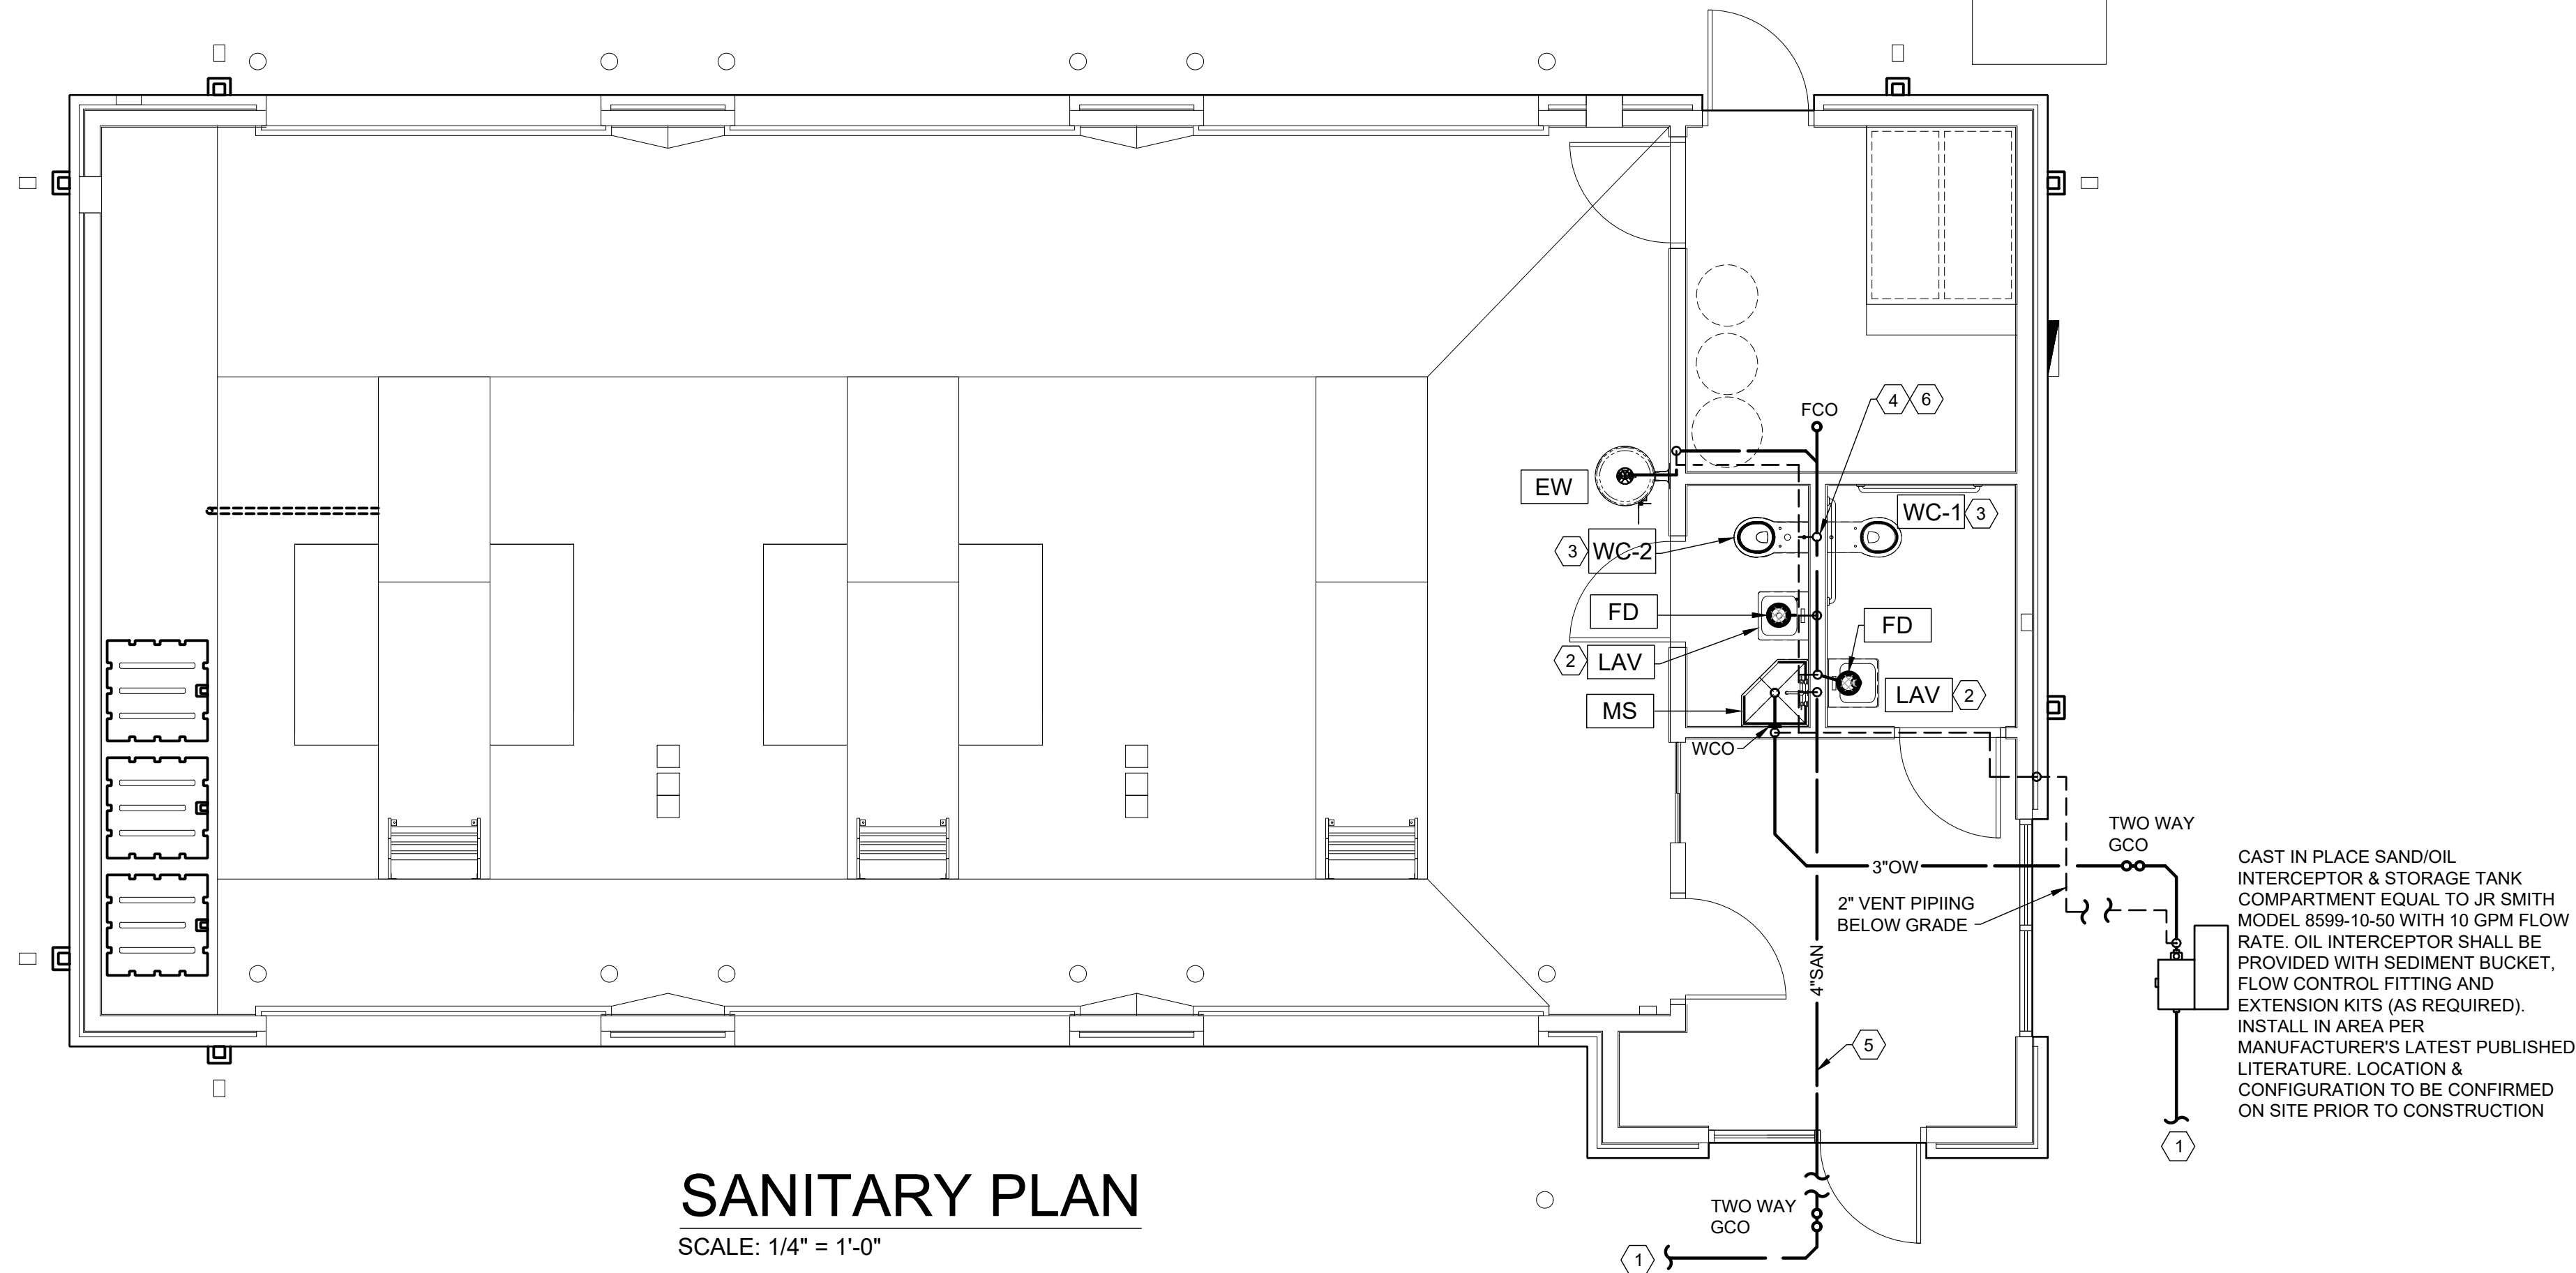 FCO
4
6
EW
WC-1
3
3
WC-2
FD
FD
2
LAV
LAV
2
MS
WCO
TWO WAY
GCO
3"OW
2" VENT PIPIING
BELOW GRADE
4"SAN
5
CAST IN PLACE SAND/OIL
INTERCEPTOR & STORAGE TANK
COMPARTMENT EQUAL TO JR SMITH
MODEL 8599-10-50 WITH 10 GPM FLOW
RATE. OIL INTERCEPTOR SHALL BE
PROVIDED WITH SEDIMENT BUCKET,
FLOW CONTROL FITTING AND
EXTENSION KITS (AS REQUIRED).
INSTALL IN AREA PER
MANUFACTURER'S LATEST PUBLISHED
LITERATURE. LOCATION &
CONFIGURATION TO BE CONFIRMED
ON SITE PRIOR TO CONSTRUCTION
1
TWO WAY
GCO
1
SANITARY PLAN
SCALE: 1/4" = 1'-0"